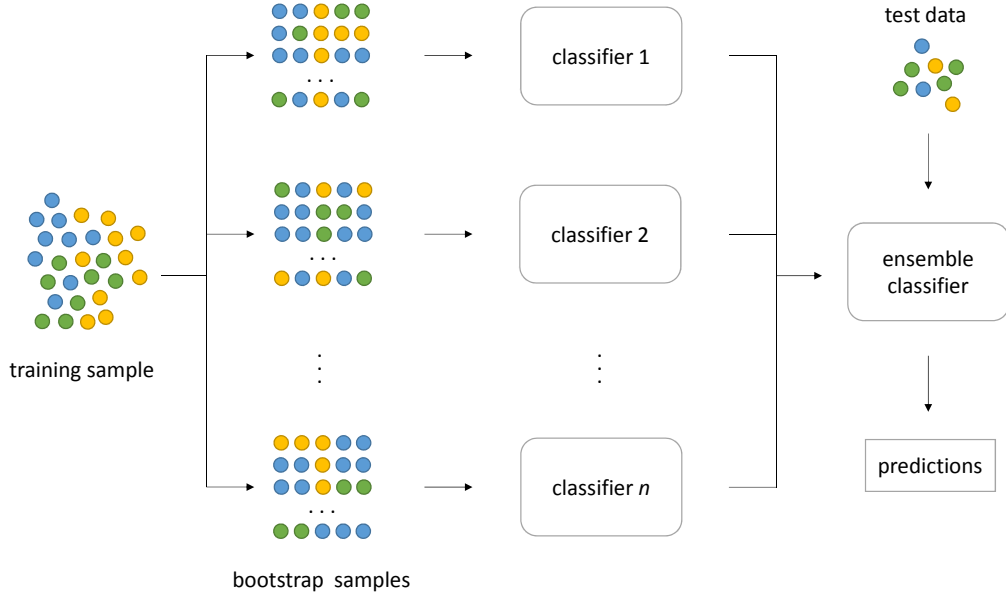 test data
. . .
classifier 1
. . .
classifier 2
ensemble
classifier
training sample
. . .
. . .
predictions
classifier n
. . .
bootstrap samples